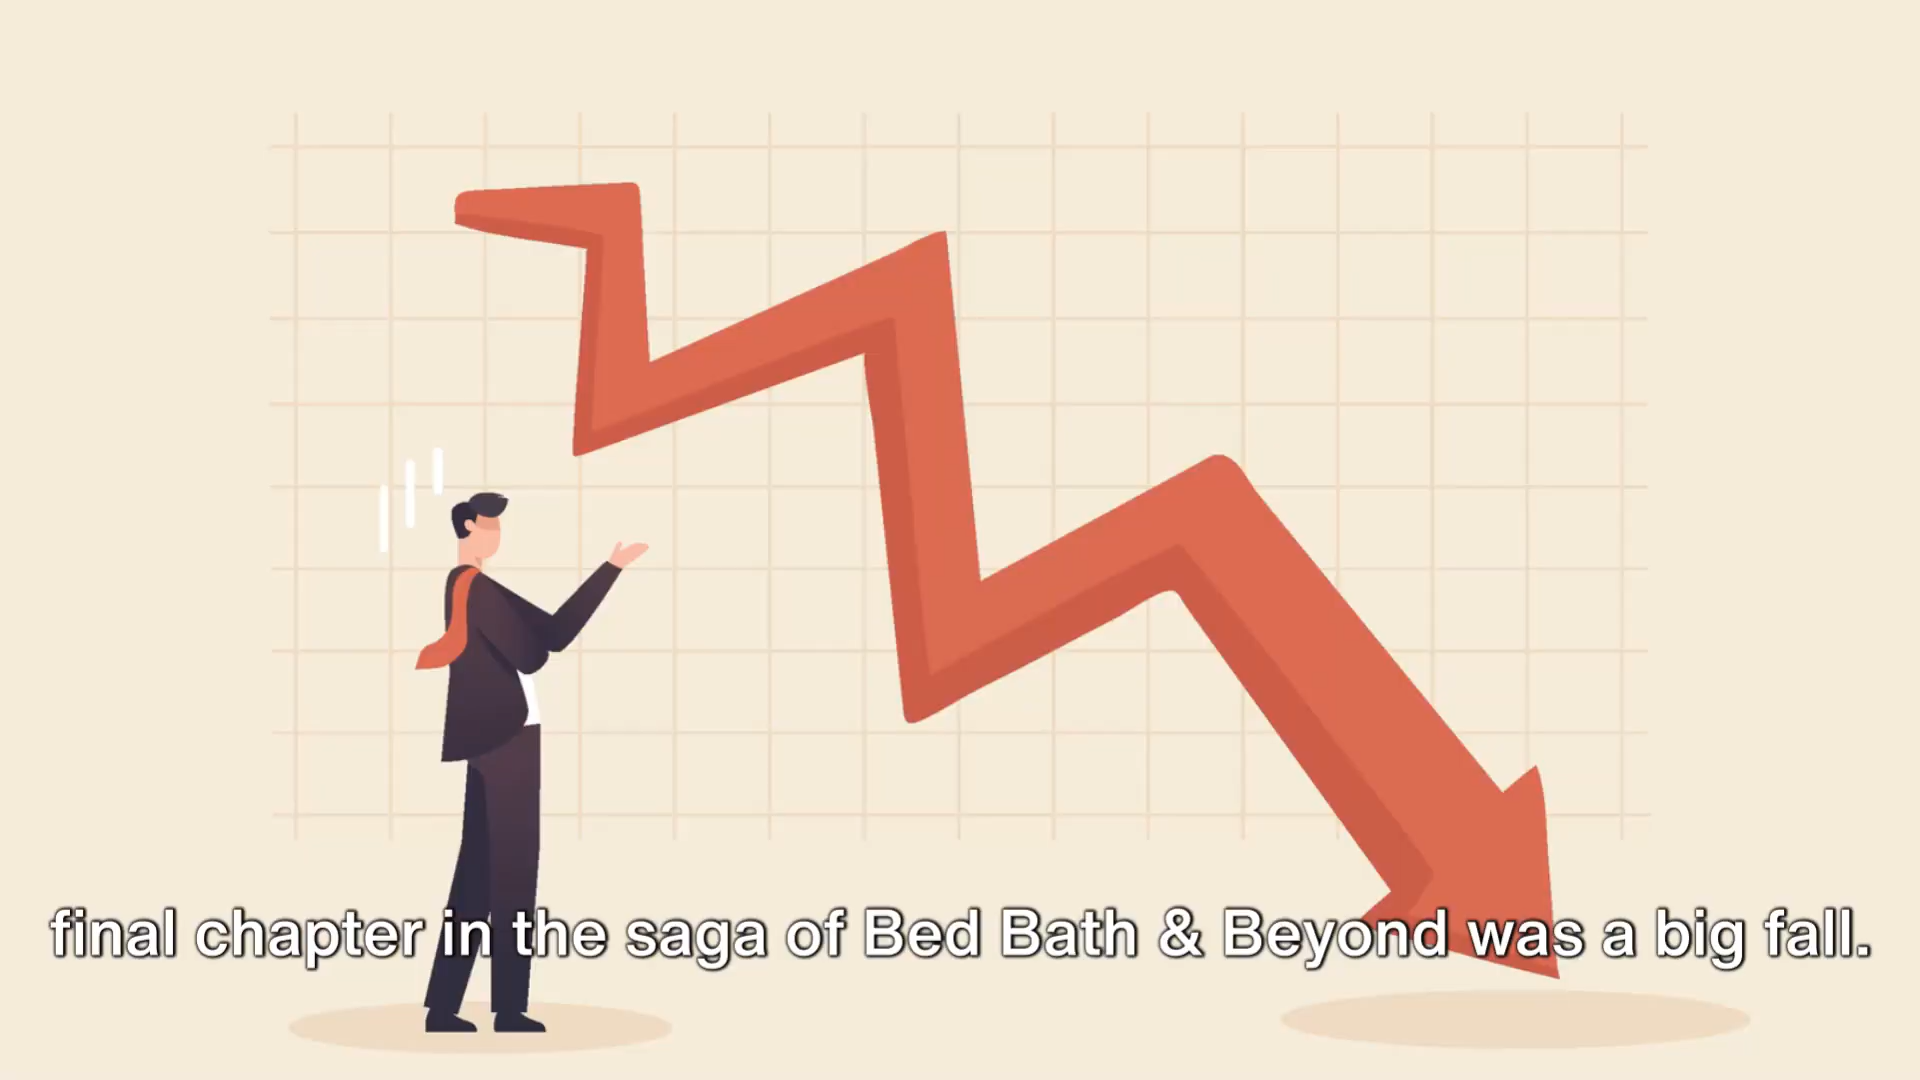 final chapter in the saga of Bed Bath & Beyond was a big fall.